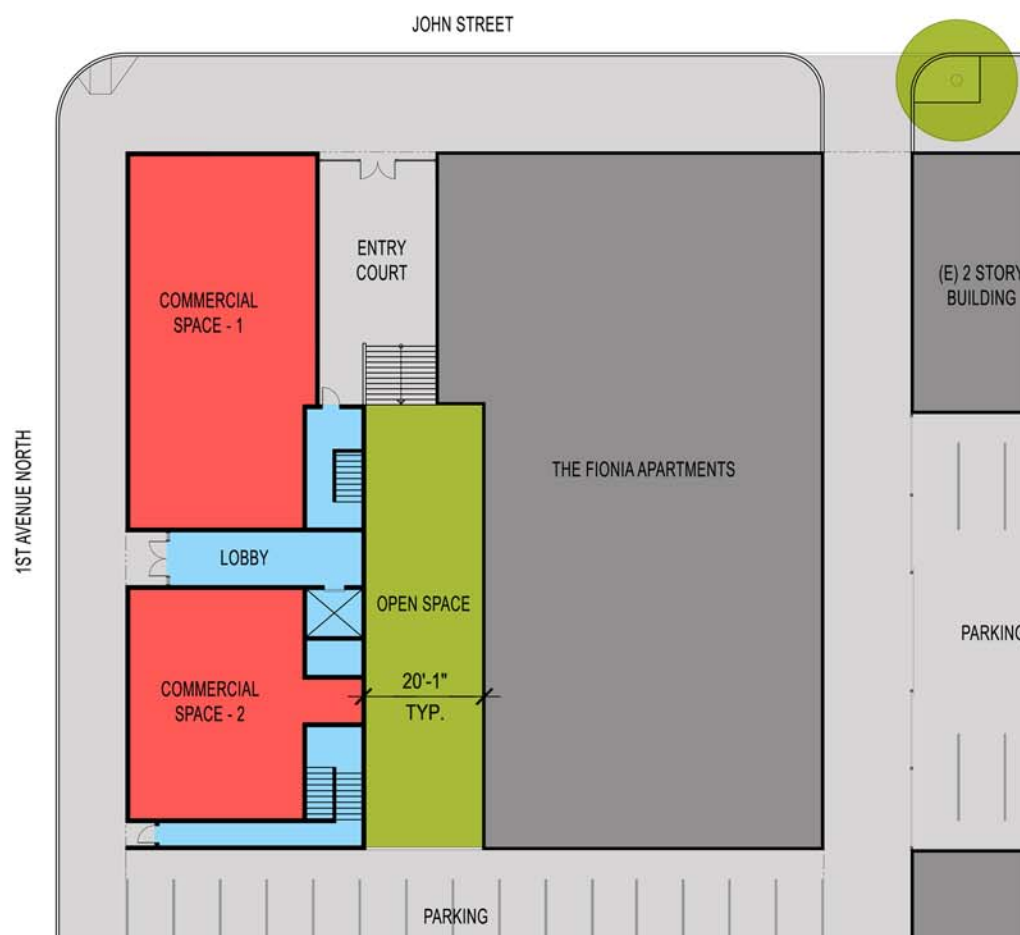 JOHN STREET
ENTRY
COURT
COMMERCIAL
SPACE - 1
(E) 2 STORY
BUILDING
1ST AVENUE NORTH
THE FIONIA APARTMENTS
LOBBY
OPEN SPACE
PARKING
20'-1"
TYP.
COMMERCIAL
SPACE - 2
PARKING